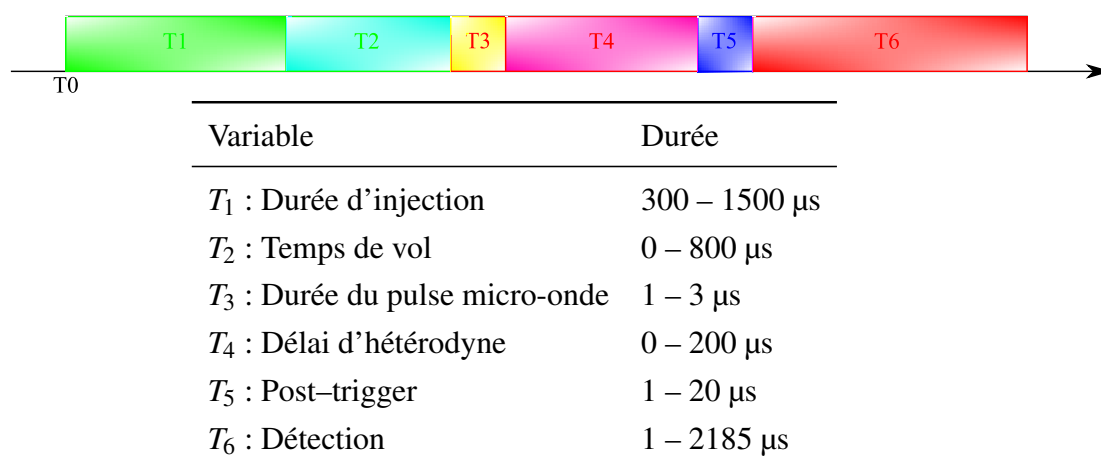 T1 T2 T3 T4 T5 T6
T0
Variable Durée
T1 : Durée d’injection 300 – 1500 µs
T2 : Temps de vol 0 – 800 µs
T3 : Durée du pulse micro-onde 1 – 3 µs
T4 : Délai d’hétérodyne 0 – 200 µs
T5 : Post–trigger 1 – 20 µs
T6 : Détection 1 – 2185 µs